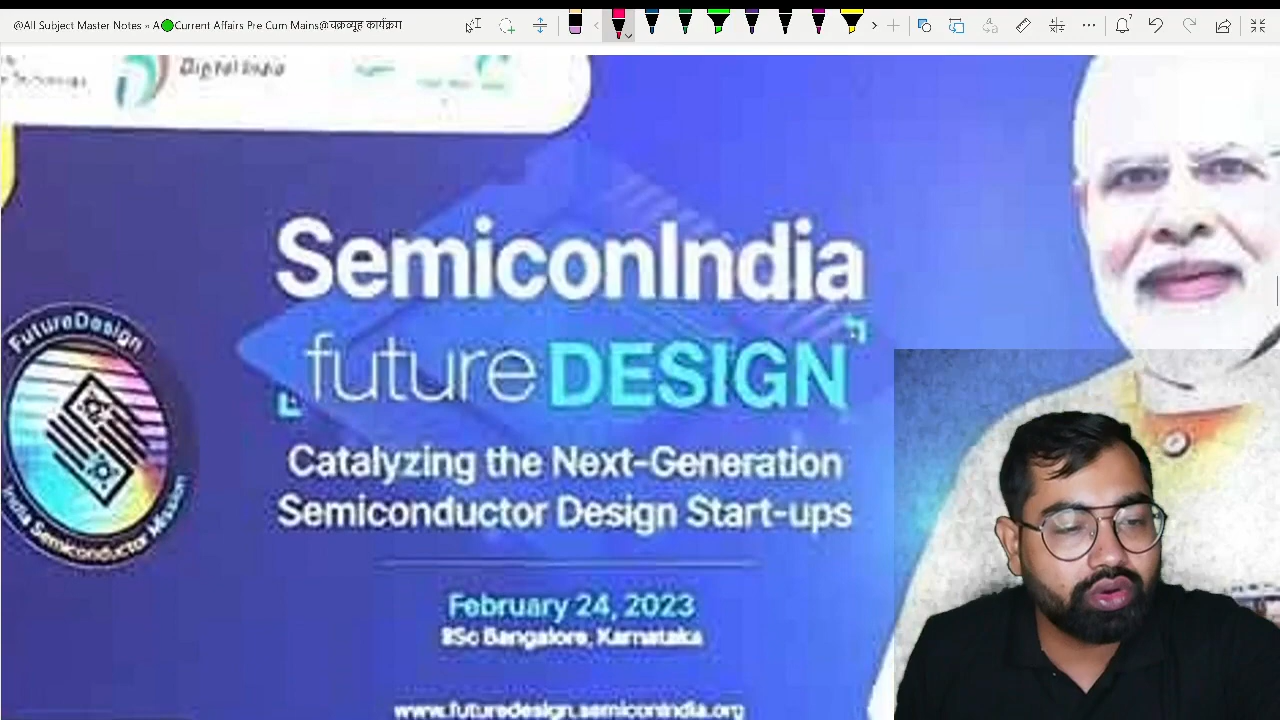 @All Subject Master Notes « A Current Affairs Pre Cum Mains@चक्रव्यूह कार्यक्रम
Digital India
SemiconIndia
future DESIGN
Catalyzing the Next-Generation
Semiconductor Design Start-ups
February 24, 2023
IISc Bangalore, Karnataka
www.futuredesign.semiconindia.org
FutureDesign
India Semiconductor Mission